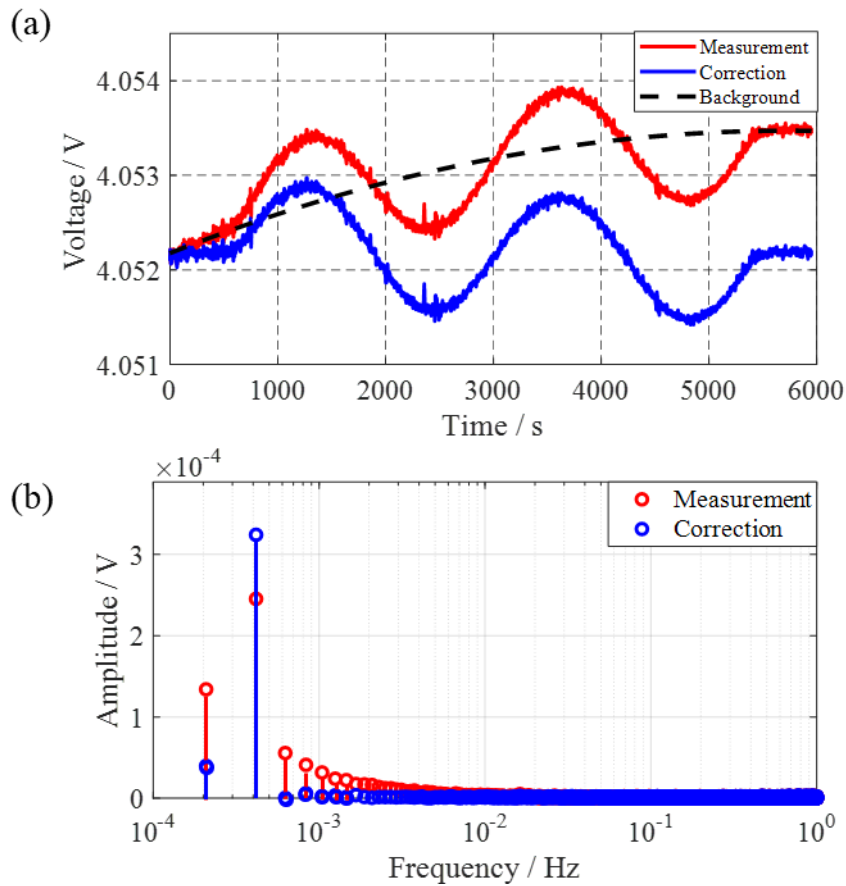 (a)
Measurement
Correction
Background
4.054
4.053
4.052
4.051
Voltage / V
0 1000 2000 3000 4000 5000 6000
Time / s
(b)
×10⁻⁴
Measurement
Correction
3
2
1
0
Amplitude / V
10⁻⁴ 10⁻³ 10⁻² 10⁻¹ 10⁰
Frequency / Hz